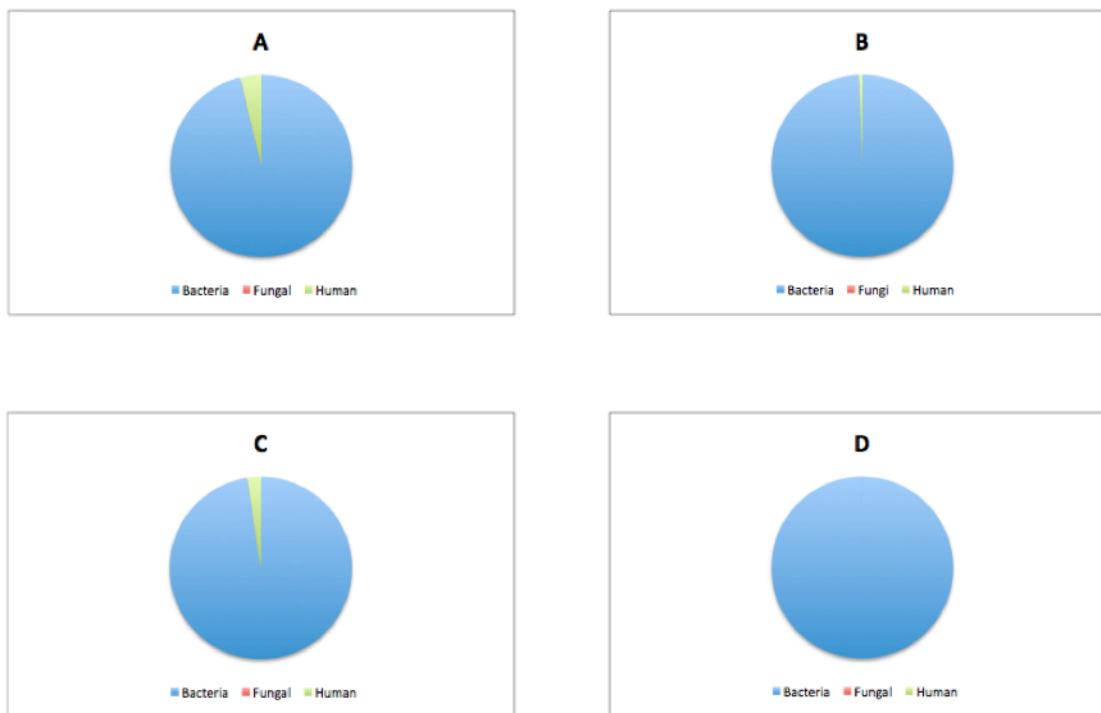 A
Bacteria Fungal Human
B
Bacteria Fungi Human
C
Bacteria Fungal Human
D
Bacteria Fungal Human